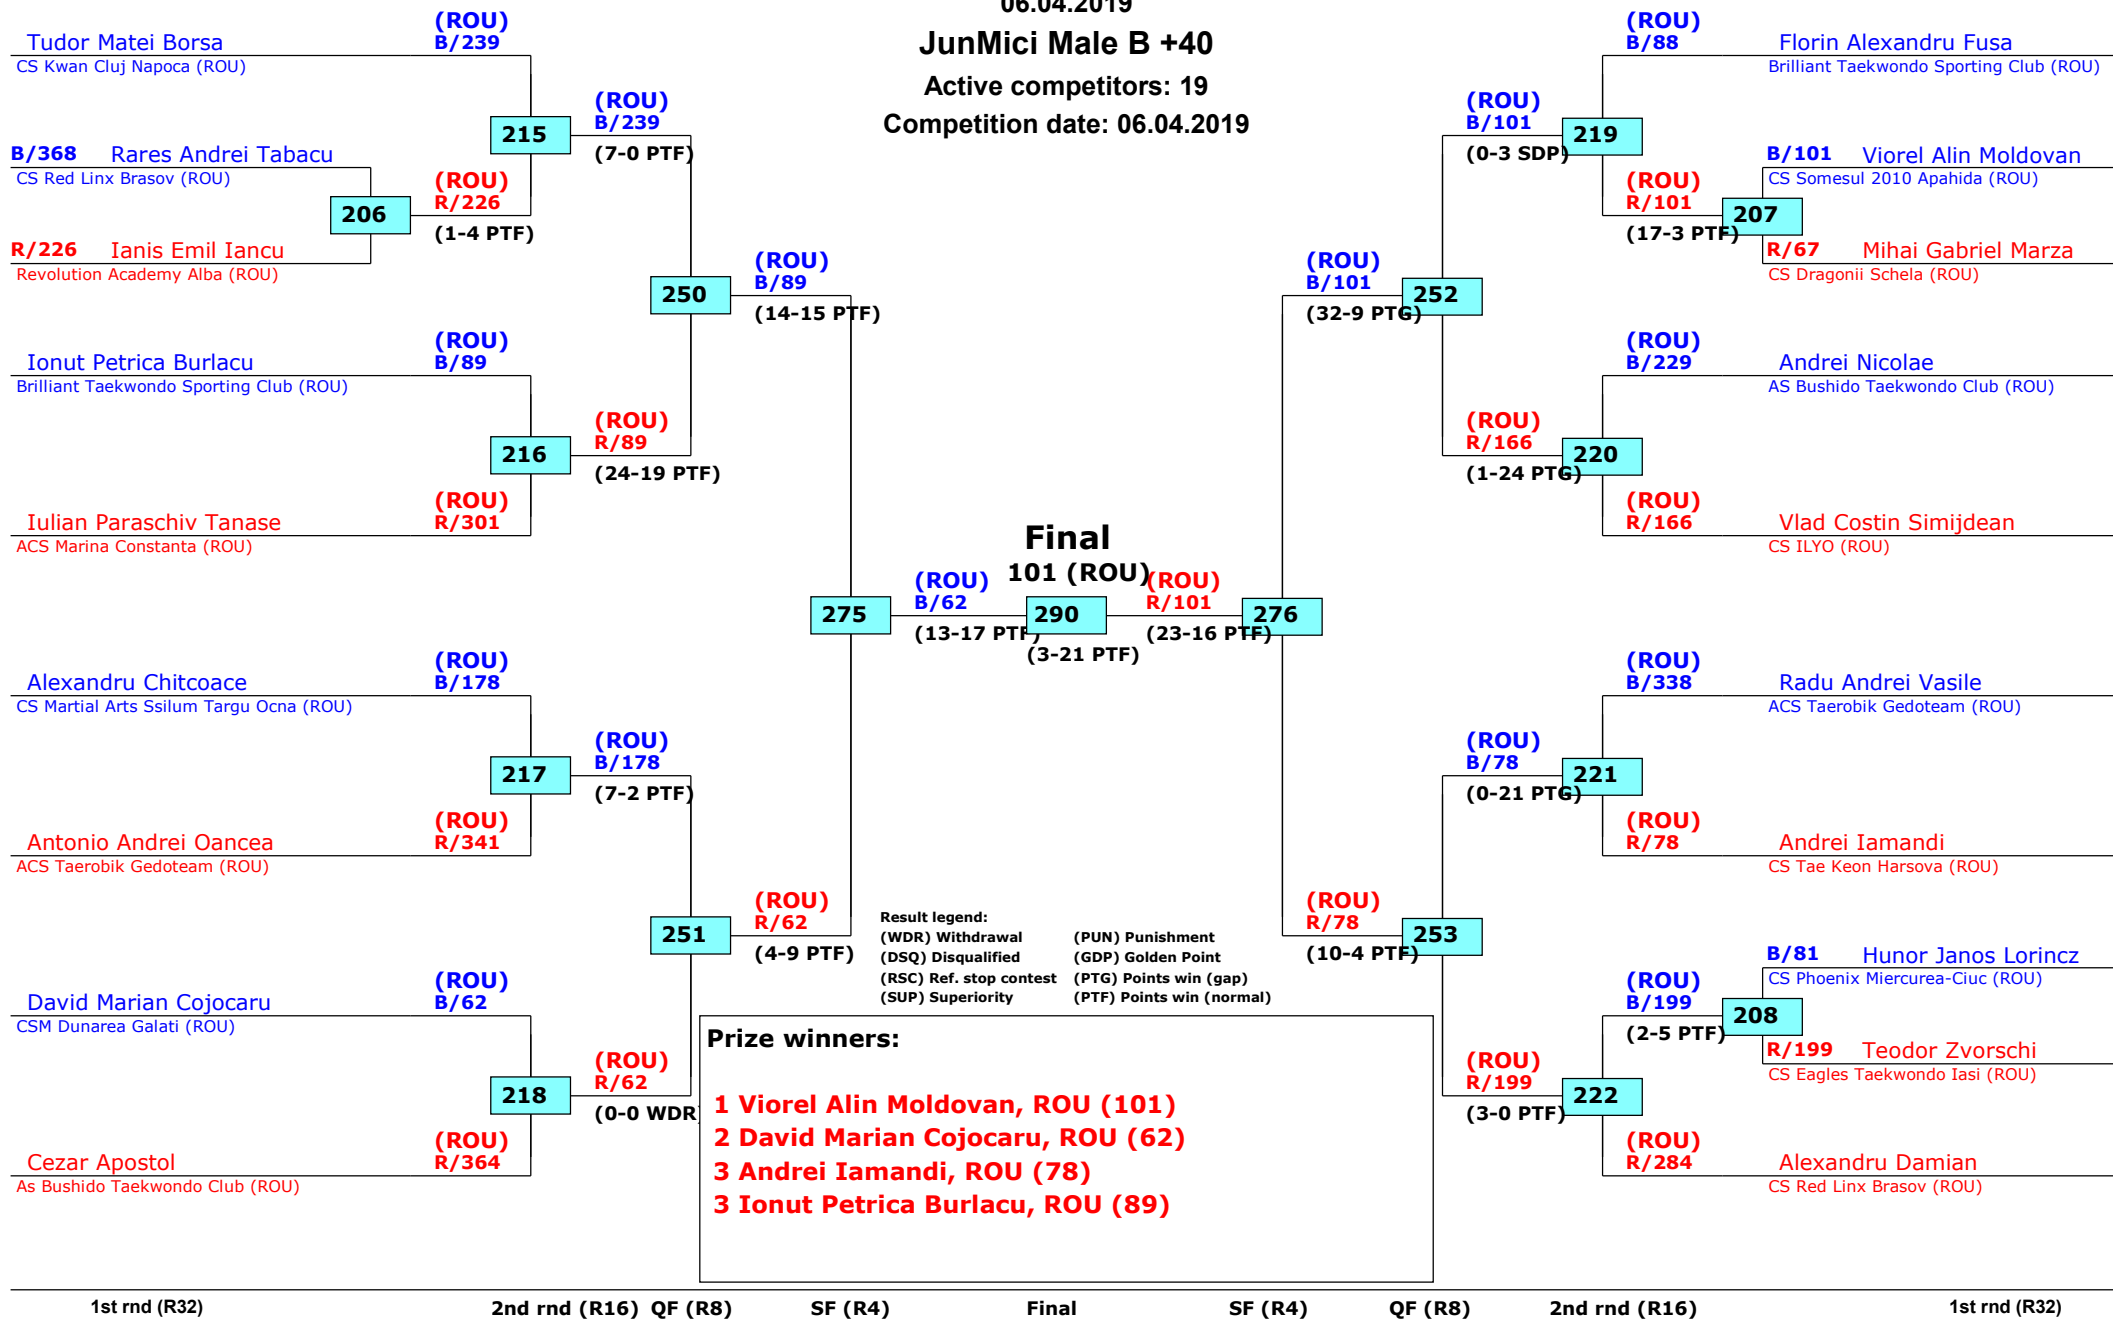 06.04.2019
JunMici Male B +40
Active competitors: 19
Competition date: 06.04.2019
(ROU)
Tudor Matei Borsa B/239
CS Kwan Cluj Napoca (ROU)
(ROU)
B/239
215
(7-0 PTF)
B/368 Rares Andrei Tabacu
CS Red Linx Brasov (ROU)
(ROU)
R/226
206
(1-4 PTF)
R/226 Ianis Emil Iancu
Revolution Academy Alba (ROU)
(ROU)
B/89
250
(14-15 PTF)
(ROU)
Ionut Petrica Burlacu B/89
Brilliant Taekwondo Sporting Club (ROU)
(ROU)
R/89
216
(24-19 PTF)
(ROU)
Iulian Paraschiv Tanase R/301
ACS Marina Constanta (ROU)
(ROU)
Alexandru Chitcoace B/178
CS Martial Arts Ssilum Targu Ocna (ROU)
(ROU)
B/178
217
(7-2 PTF)
(ROU)
Antonio Andrei Oancea R/341
ACS Taerobik Gedoteam (ROU)
(ROU)
R/62
251
(4-9 PTF)
(ROU)
David Marian Cojocaru B/62
CSM Dunarea Galati (ROU)
(ROU)
R/62
218
(0-0 WDR)
(ROU)
Cezar Apostol R/364
As Bushido Taekwondo Club (ROU)
Final
101 (ROU)
(ROU)
B/62
275
(13-17 PTF)
290
(3-21 PTF)
(ROU)
R/101
276
(23-16 PTF)
(ROU)
B/88 Florin Alexandru Fusa
Brilliant Taekwondo Sporting Club (ROU)
(ROU)
B/101
219
(0-3 SDP)
B/101 Viorel Alin Moldovan
CS Somesul 2010 Apahida (ROU)
(ROU)
R/101
207
(17-3 PTF)
R/67 Mihai Gabriel Marza
CS Dragonii Schela (ROU)
(ROU)
B/101
252
(32-9 PTG)
(ROU)
B/229 Andrei Nicolae
AS Bushido Taekwondo Club (ROU)
(ROU)
R/166
220
(1-24 PTG)
(ROU)
R/166 Vlad Costin Simijdean
CS ILYO (ROU)
(ROU)
B/338 Radu Andrei Vasile
ACS Taerobik Gedoteam (ROU)
(ROU)
B/78
221
(0-21 PTG)
(ROU)
R/78 Andrei Iamandi
CS Tae Keon Harsova (ROU)
(ROU)
R/78
253
(10-4 PTF)
B/81 Hunor Janos Lorincz
CS Phoenix Miercurea-Ciuc (ROU)
(ROU)
B/199
208
(2-5 PTF)
R/199 Teodor Zvorschi
CS Eagles Taekwondo Iasi (ROU)
(ROU)
R/199
222
(3-0 PTF)
(ROU)
R/284 Alexandru Damian
CS Red Linx Brasov (ROU)
Result legend:
(WDR) Withdrawal (PUN) Punishment
(DSQ) Disqualified (GDP) Golden Point
(RSC) Ref. stop contest (PTG) Points win (gap)
(SUP) Superiority (PTF) Points win (normal)
Prize winners:
1 Viorel Alin Moldovan, ROU (101)
2 David Marian Cojocaru, ROU (62)
3 Andrei Iamandi, ROU (78)
3 Ionut Petrica Burlacu, ROU (89)
1st rnd (R32) 2nd rnd (R16) QF (R8) SF (R4) Final SF (R4) QF (R8) 2nd rnd (R16) 1st rnd (R32)